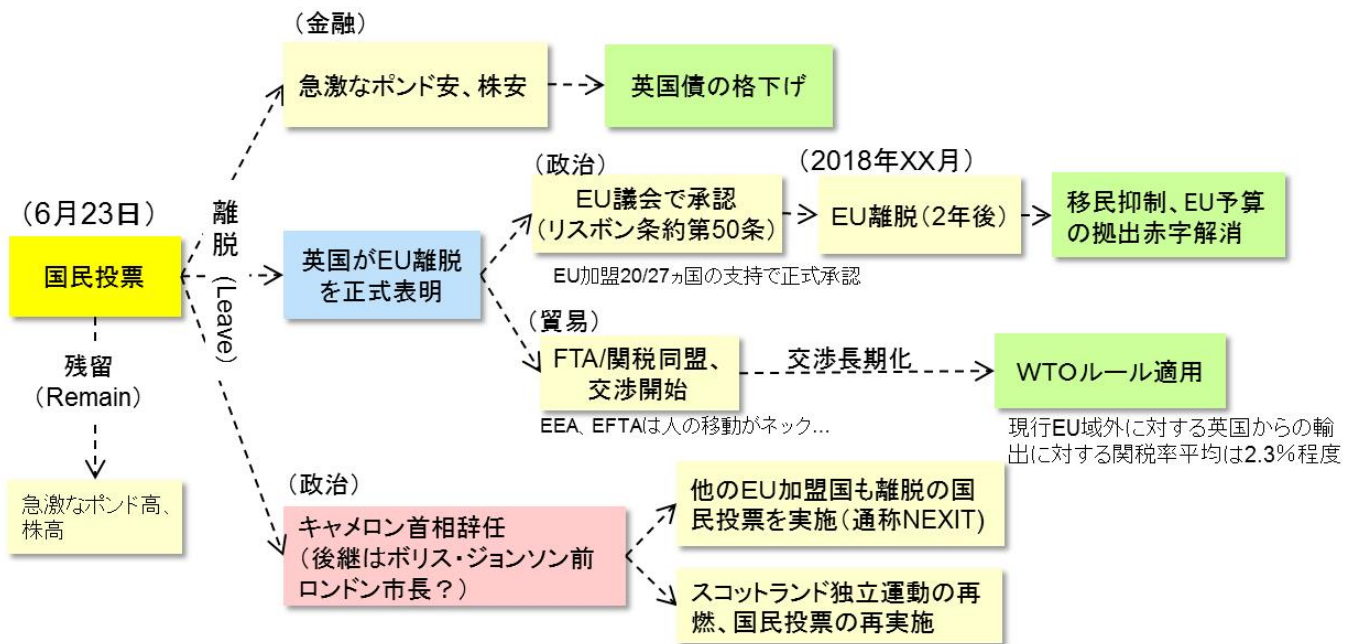 （金融）
急激なポンド安、株安
英国債の格下げ
（6月23日）
国民投票
離脱（Leave）
残留
（Remain）
急激なポンド高、
株高
英国がEU離脱
を正式表明
（政治）
EU議会で承認
（リスボン条約第50条）
EU加盟20/27ヵ国の支持で正式承認
（2018年XX月）
EU離脱（2年後）
移民抑制、EU予算
の拠出赤字解消
（貿易）
FTA/関税同盟、
交渉開始
EEA、EFTAは人の移動がネック…
交渉長期化
ＷＴＯルール適用
現行EU域外に対する英国からの輸
出に対する関税率平均は2.3％程度
（政治）
キャメロン首相辞任
（後継はボリス・ジョンソン前
ロンドン市長？）
他のEU加盟国も離脱の国
民投票を実施（通称NEXIT)
スコットランド独立運動の再
燃、国民投票の再実施